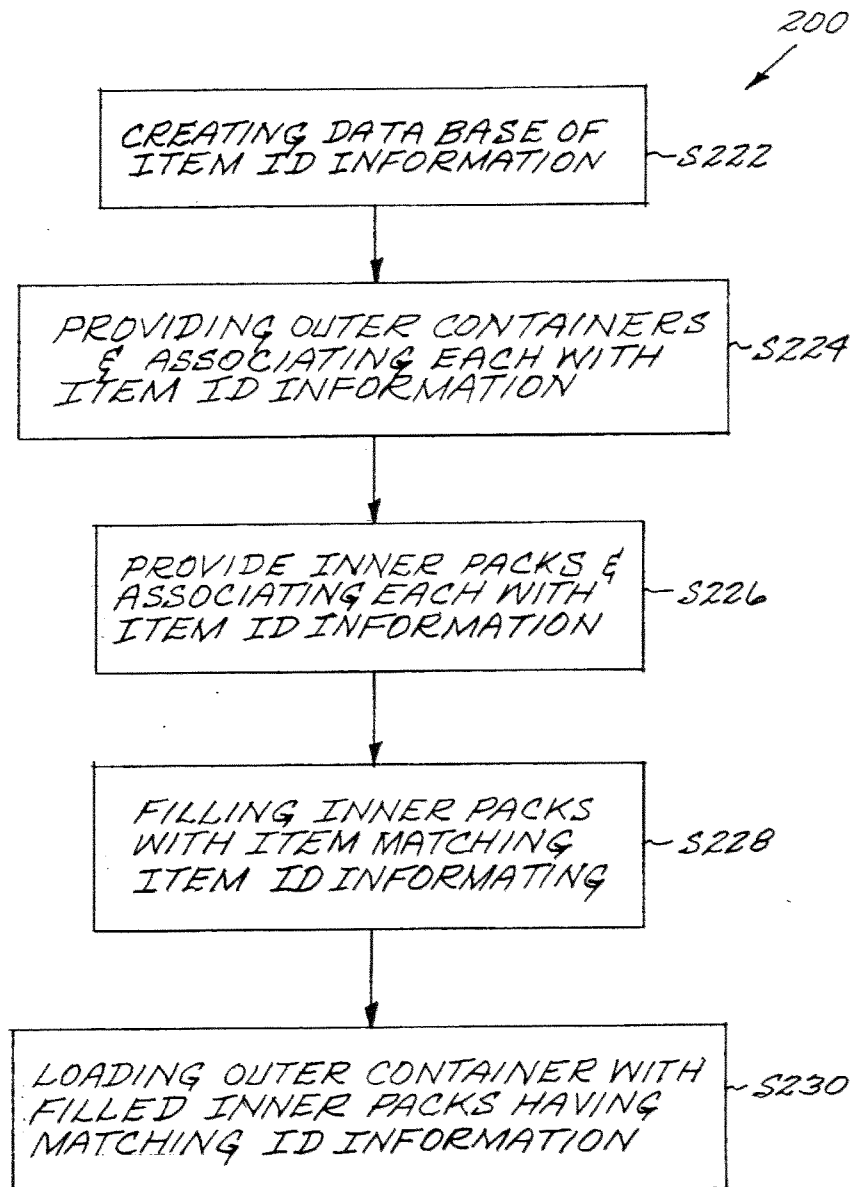 200
CREATING DATA BASE OF
ITEM ID INFORMATION
S222
PROVIDING OUTER CONTAINERS
& ASSOCIATING EACH WITH
ITEM ID INFORMATION
S224
PROVIDE INNER PACKS &
ASSOCIATING EACH WITH
ITEM ID INFORMATION
S226
FILLING INNER PACKS
WITH ITEM MATCHING
ITEM ID INFORMATING
S228
LOADING OUTER CONTAINER WITH
FILLED INNER PACKS HAVING
MATCHING ID INFORMATION
S230